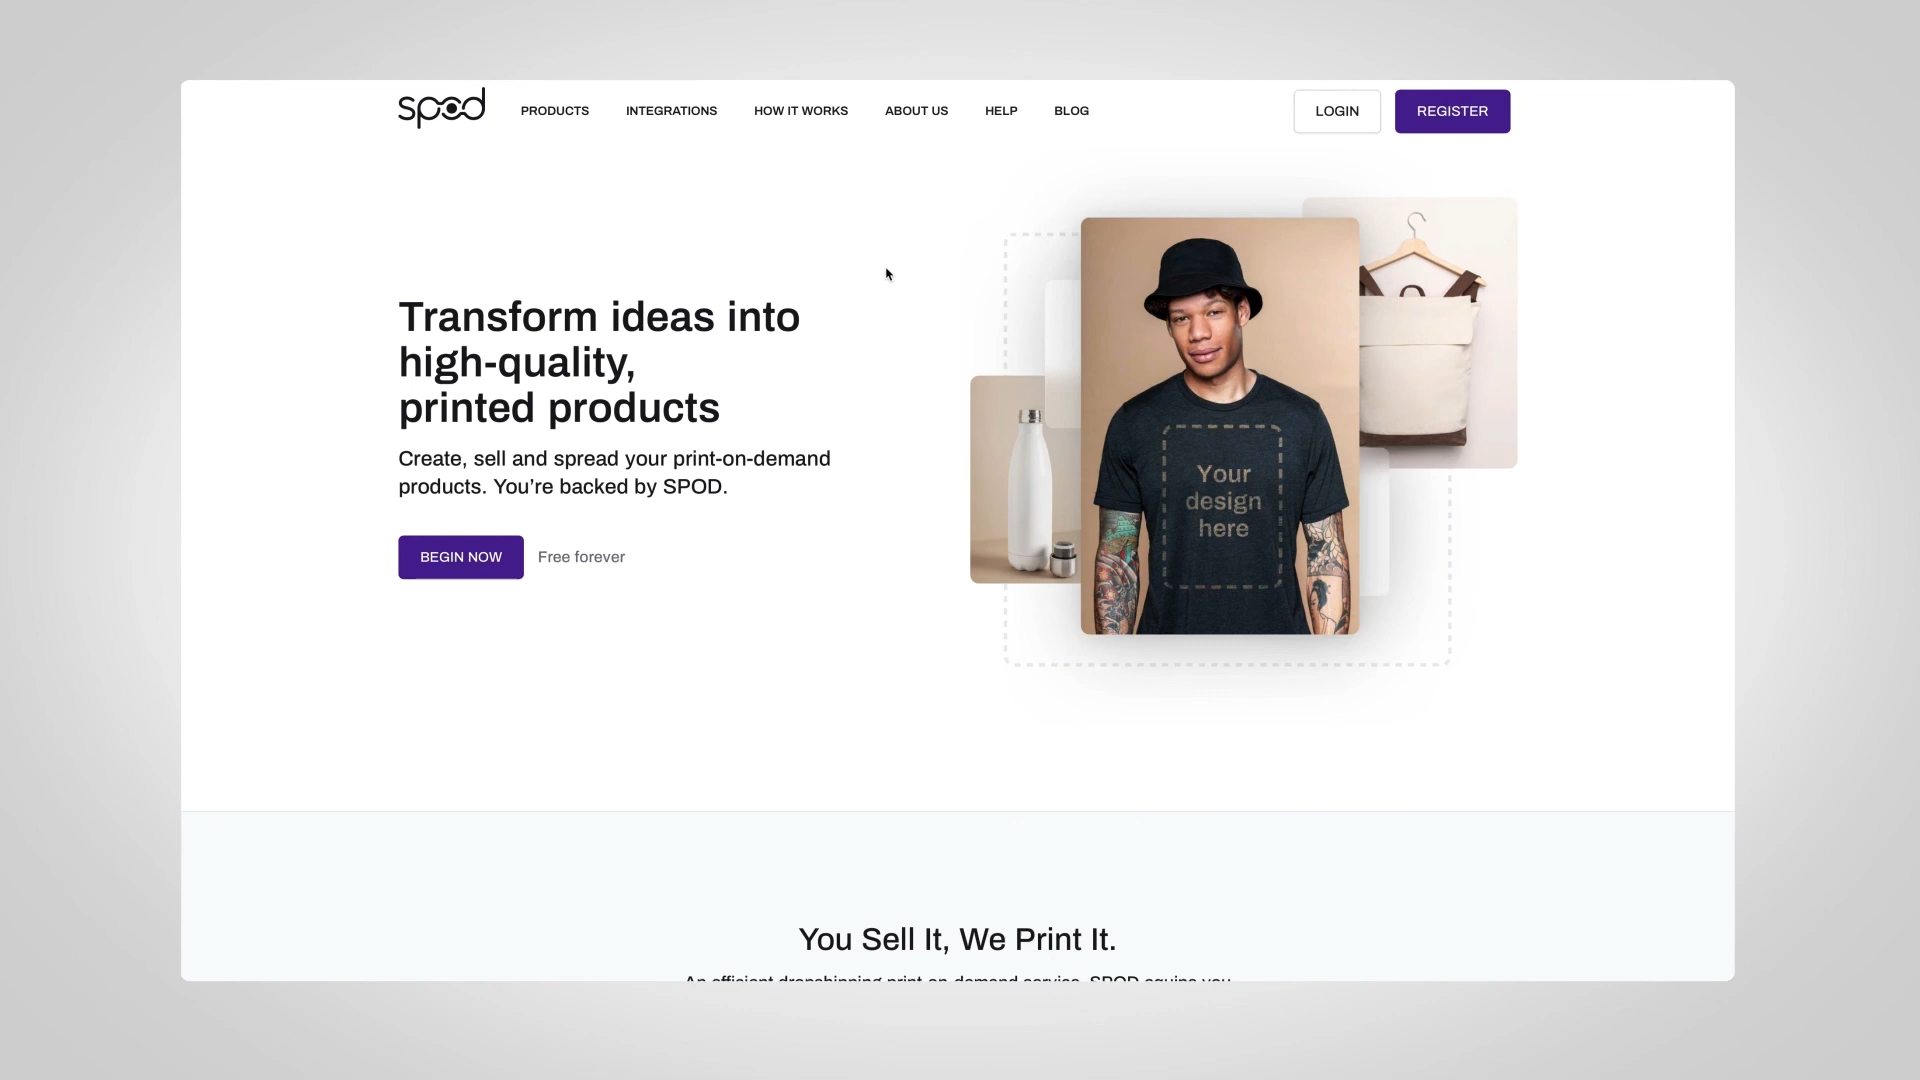 spod
PRODUCTS
INTEGRATIONS
HOW IT WORKS
ABOUT US
HELP
BLOG
LOGIN
REGISTER
Transform ideas into
high-quality,
printed products
Create, sell and spread your print-on-demand
products. You’re backed by SPOD.
BEGIN NOW
Free forever
Your
design
here
You Sell It, We Print It.
An efficient dropshipping print-on-demand service, SPOD equips you